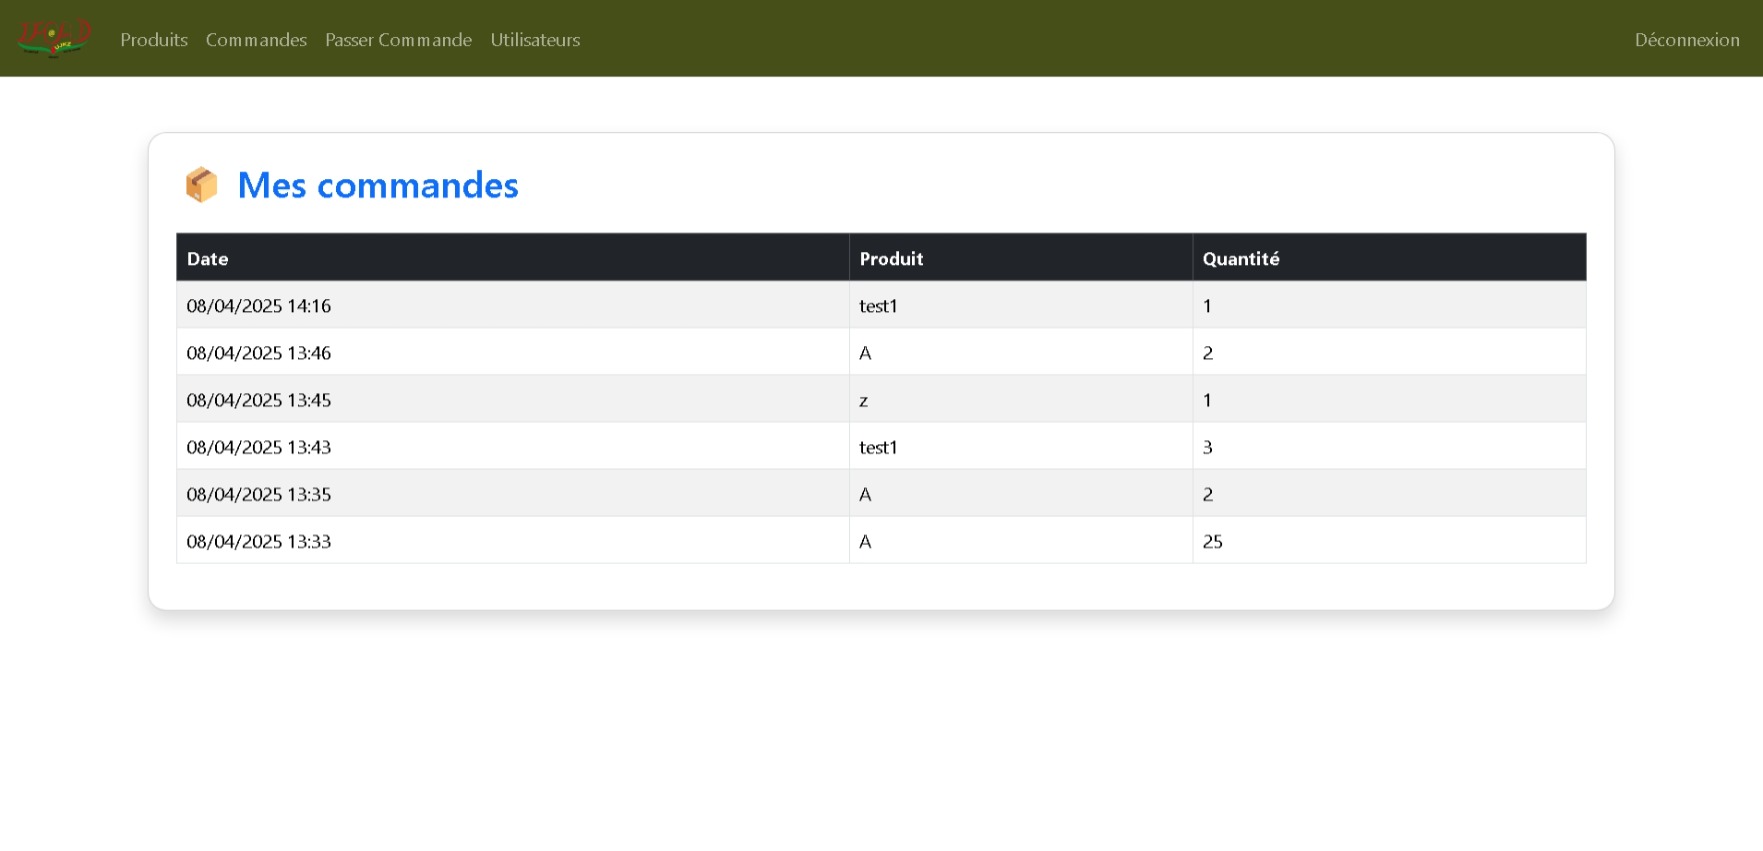 Produits Commandes Passer Commande Utilisateurs Déconnexion
📦 Mes commandes
Date Produit Quantité
08/04/2025 14:16 test1 1
08/04/2025 13:46 A 2
08/04/2025 13:45 z 1
08/04/2025 13:43 test1 3
08/04/2025 13:35 A 2
08/04/2025 13:33 A 25